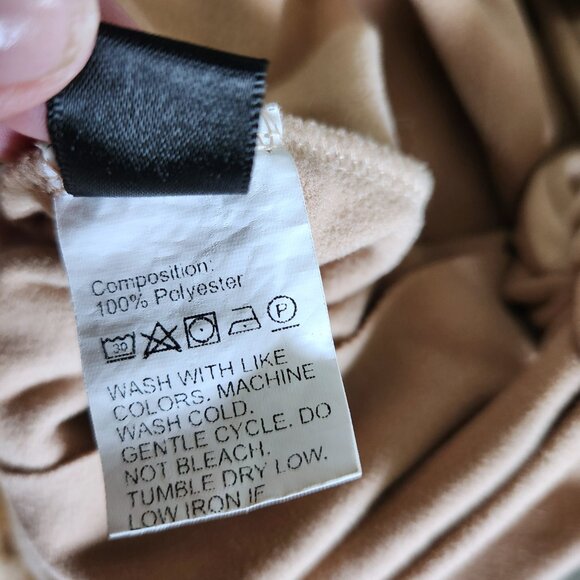 Composition:
100% Polyester
30 P
WASH WITH LIKE
COLORS. MACHINE
WASH COLD.
GENTLE CYCLE. DO
NOT BLEACH.
TUMBLE DRY LOW.
LOW IRON IF